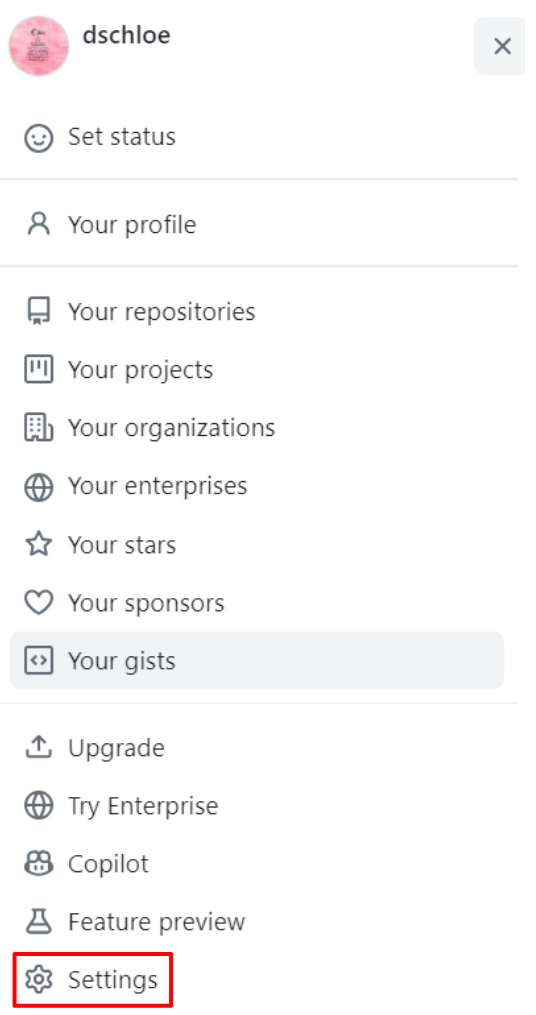 dschloe
Set status
Your profile
Your repositories
Your projects
Your organizations
Your enterprises
Your stars
Your sponsors
Your gists
Upgrade
Try Enterprise
Copilot
Feature preview
Settings